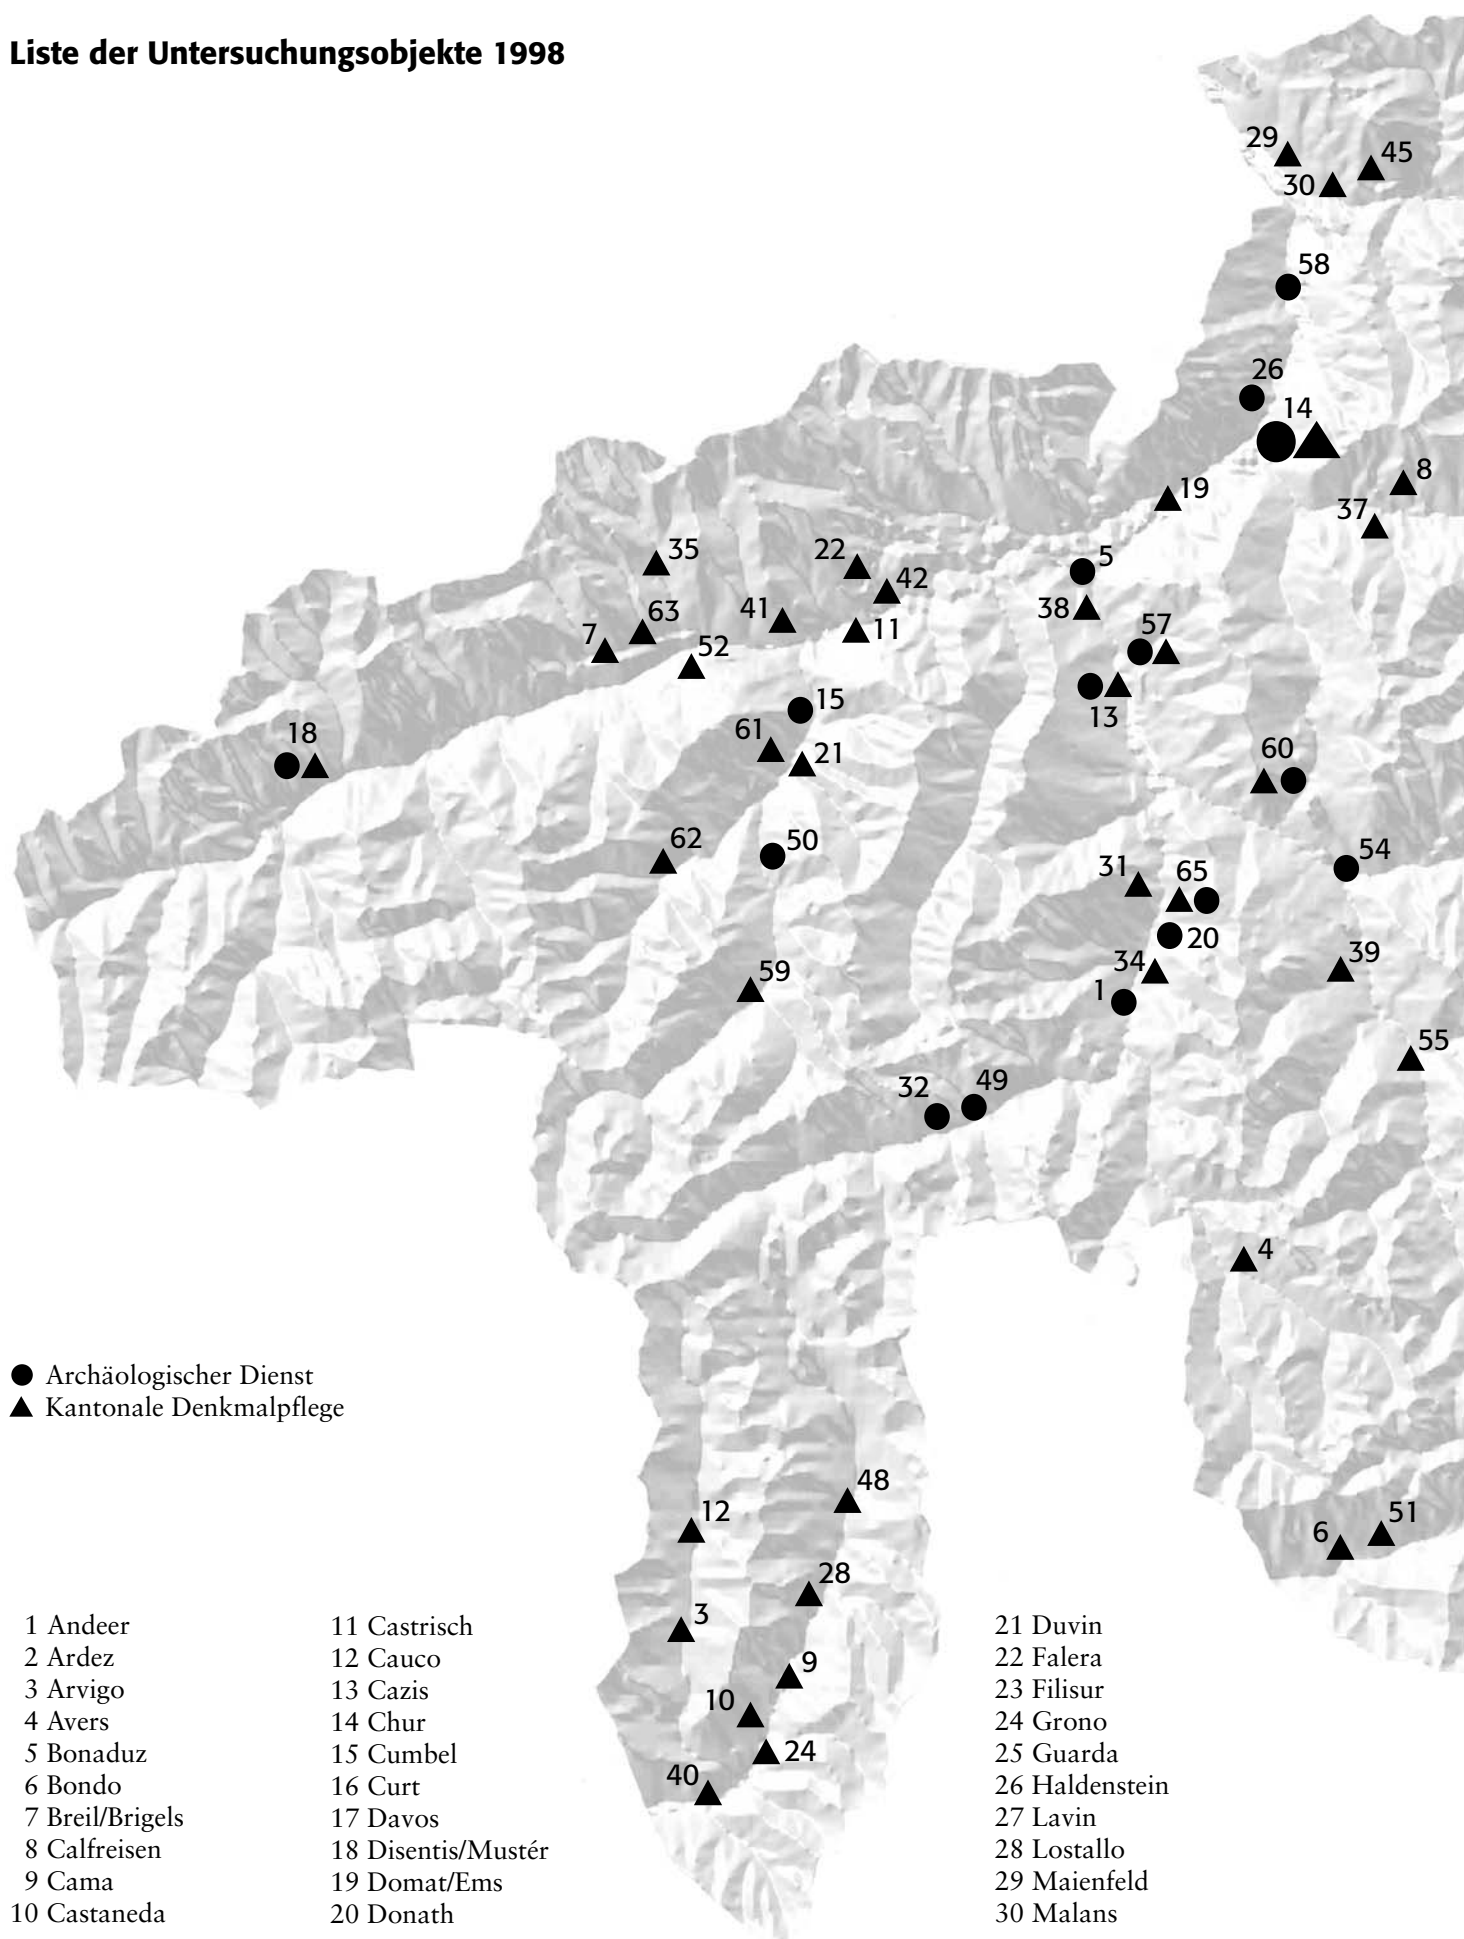 Liste der Untersuchungsobjekte 1998
29
45
30
58
26
14
8
19
37
35
22
5
42
63
41
38
7
11
57
52
15
13
18
61
21
60
62
50
54
31
65
20
34
39
59
1
55
32
49
4
● Archäologischer Dienst
▲ Kantonale Denkmalpflege
48
12
51
6
28
3
9
10
24
40
1 Andeer
2 Ardez
3 Arvigo
4 Avers
5 Bonaduz
6 Bondo
7 Breil/Brigels
8 Calfreisen
9 Cama
10 Castaneda
11 Castrisch
12 Cauco
13 Cazis
14 Chur
15 Cumbel
16 Curt
17 Davos
18 Disentis/Mustér
19 Domat/Ems
20 Donath
21 Duvin
22 Falera
23 Filisur
24 Grono
25 Guarda
26 Haldenstein
27 Lavin
28 Lostallo
29 Maienfeld
30 Malans